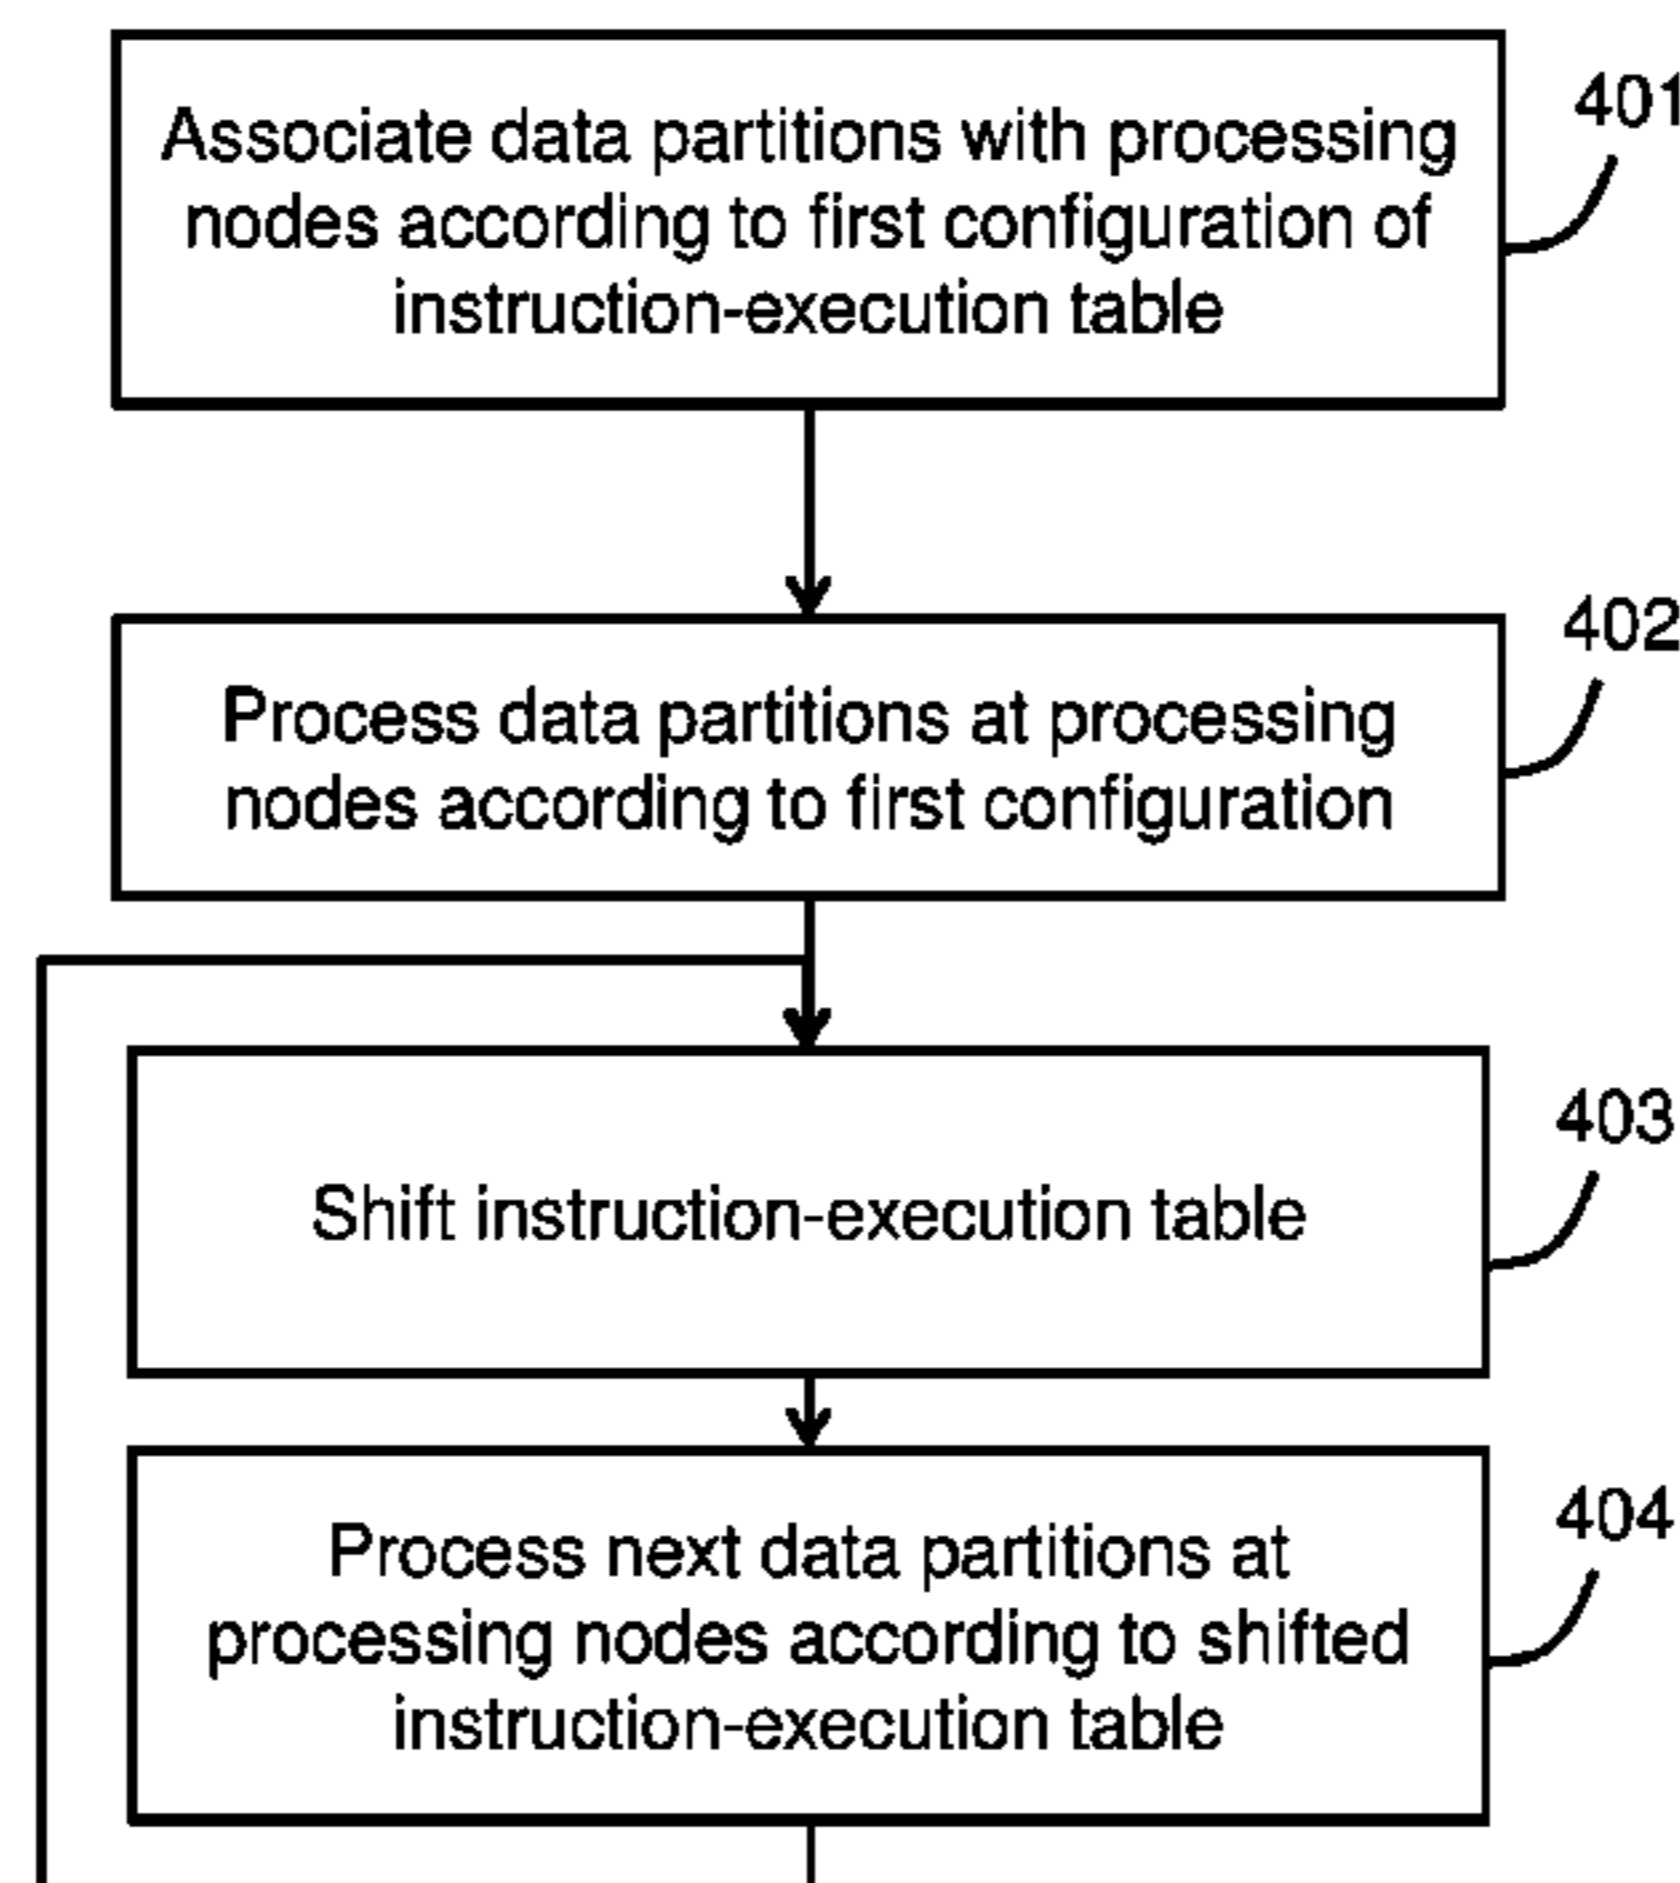 Associate data partitions with processing
nodes according to first configuration of
instruction-execution table
401
Process data partitions at processing
nodes according to first configuration
402
Shift instruction-execution table
403
Process next data partitions at
processing nodes according to shifted
instruction-execution table
404